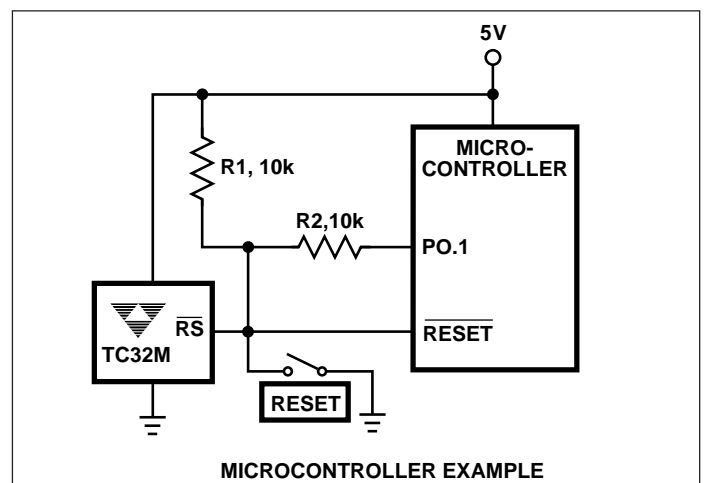 5V
MICRO-
CONTROLLER
R1, 10k
R2,10k
PO.1
RS
RESET
TC32M
RESET
MICROCONTROLLER EXAMPLE